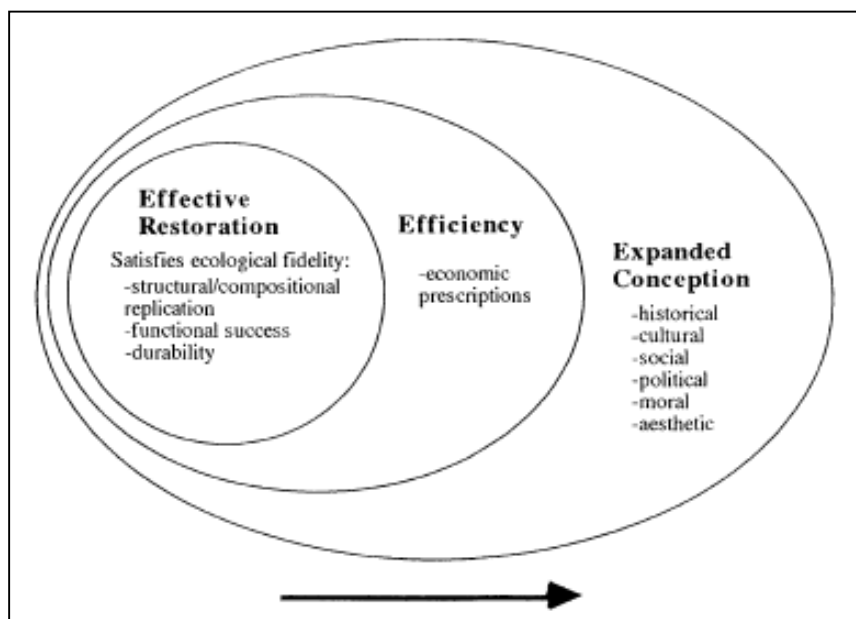 Effective
Restoration
Satisfies ecological fidelity:
-structural/compositional
replication
-functional success
-durability
Efficiency
-economic
prescriptions
Expanded
Conception
-historical
-cultural
-social
-political
-moral
-aesthetic